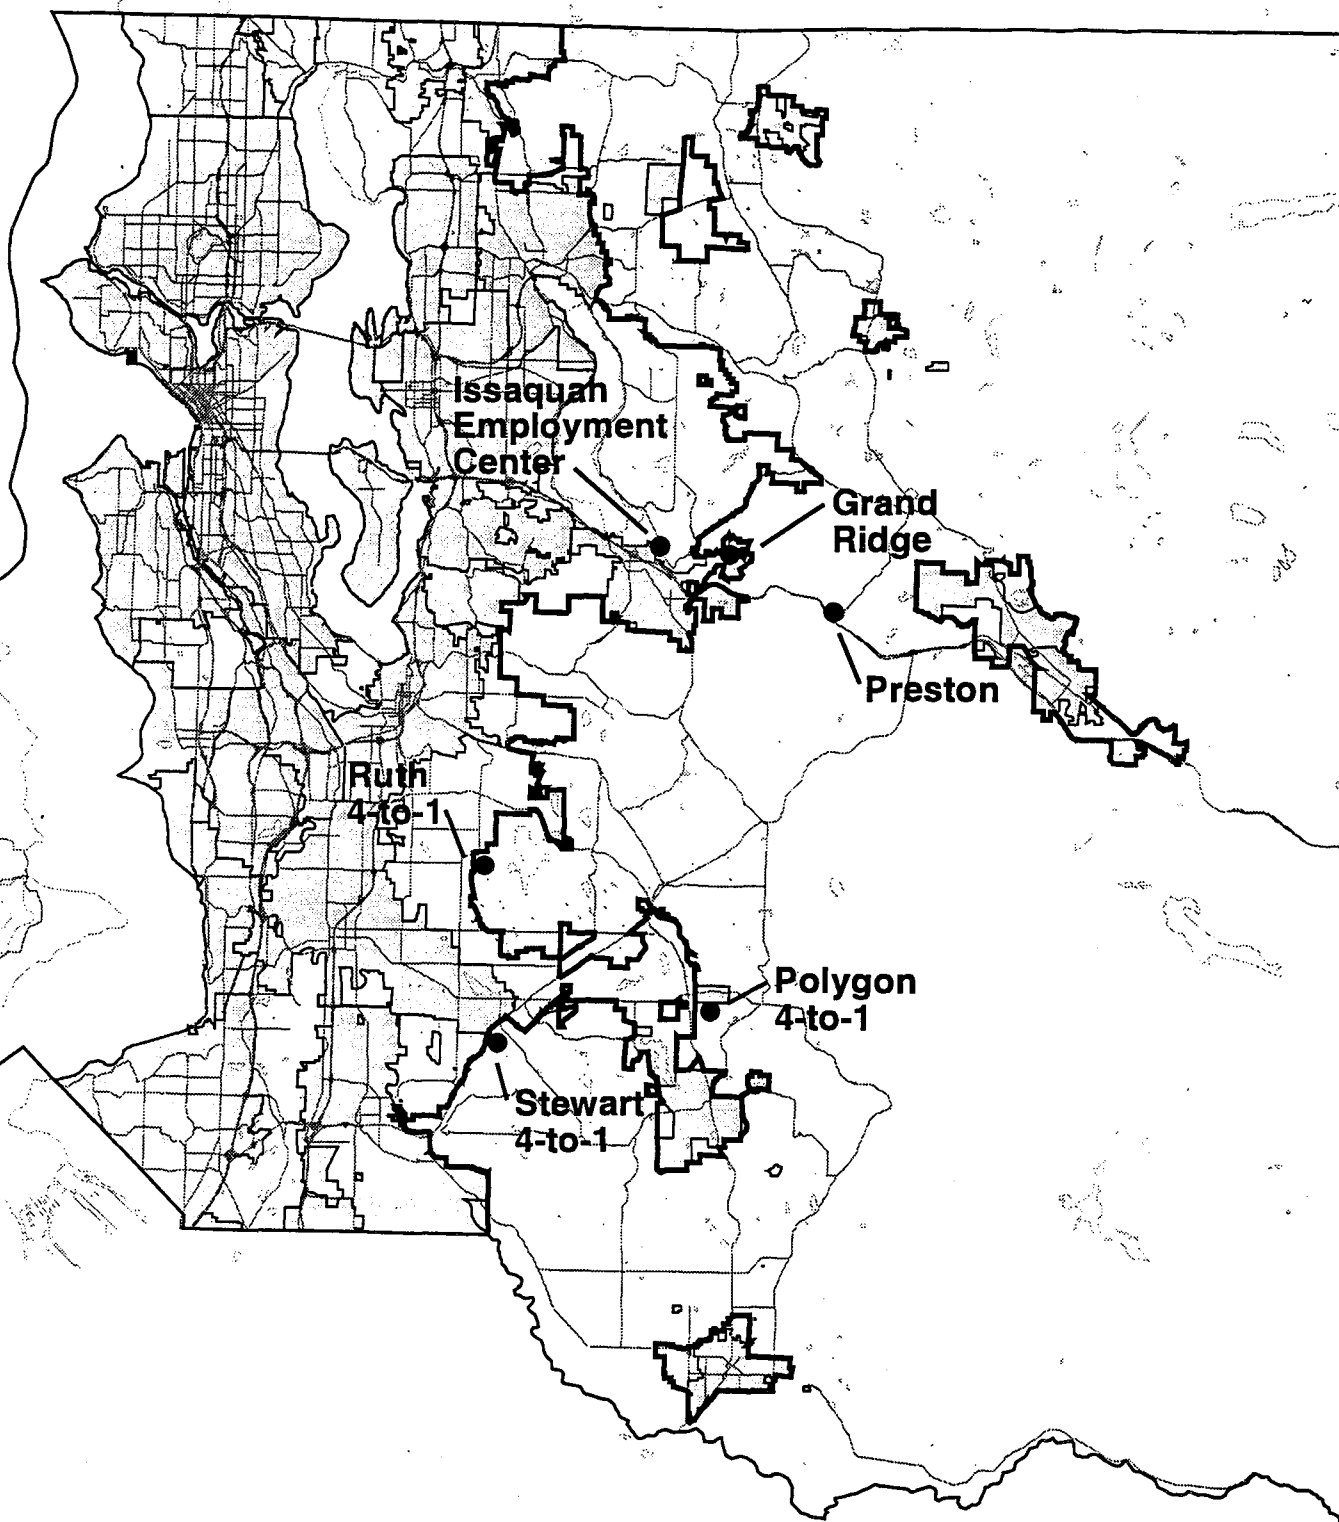 Issaquah
Employment
Center
Grand
Ridge
Preston
Ruth
4-to-1
Polygon
4-to-1
Stewart
4-to-1